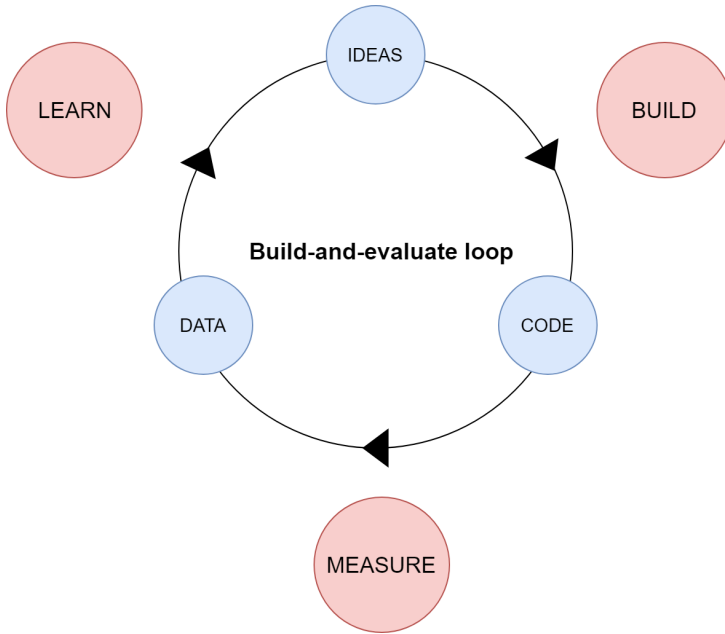 IDEAS
LEARN
BUILD
Build-and-evaluate loop
DATA
CODE
MEASURE